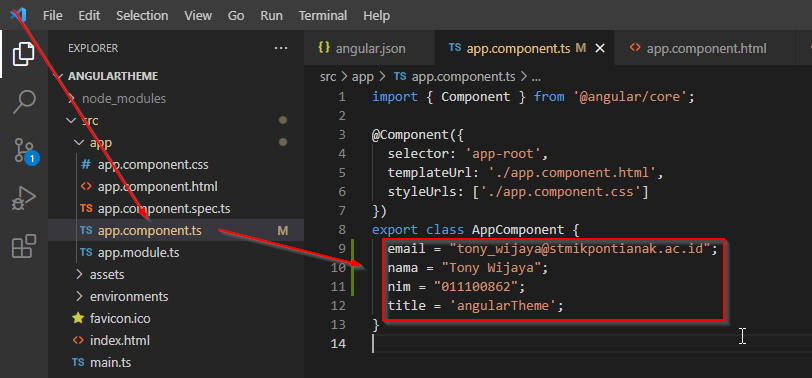 File Edit Selection View Go Run Terminal Help
EXPLORER ...
ANGULARTHEME
node_modules
src
app
app.component.css
<> app.component.html
TS app.component.spec.ts
TS app.component.ts M
TS app.module.ts
assets
environments
favicon.ico
<> index.html
TS main.ts
1
{} angular.json TS app.component.ts M × <> app.component.html
src > app > TS app.component.ts > ...
1 import { Component } from '@angular/core';
2
3 @Component({
4   selector: 'app-root',
5   templateUrl: './app.component.html',
6   styleUrls: ['./app.component.css']
7 })
8 export class AppComponent {
9   email = "tony_wijaya@stmikpontianak.ac.id";
10   nama = "Tony Wijaya";
11   nim = "011100862";
12   title = 'angularTheme';
13 }
14